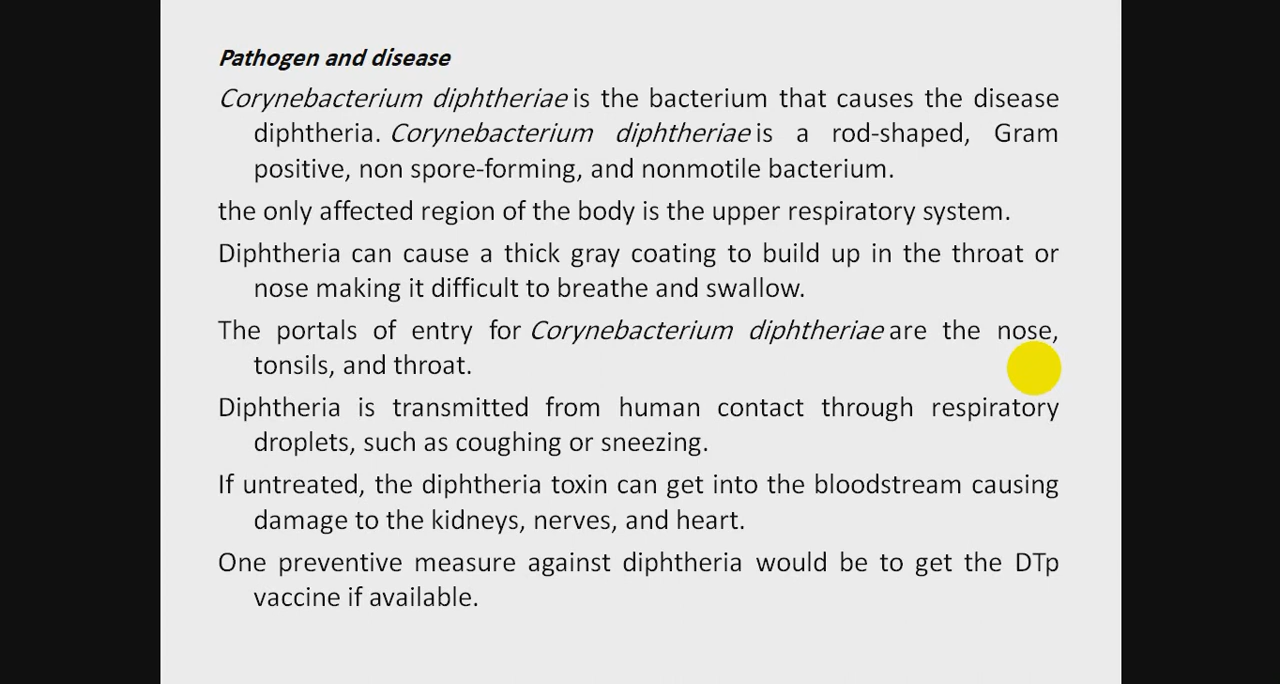 Pathogen and disease
Corynebacterium diphtheriae is the bacterium that causes the disease
diphtheria. Corynebacterium diphtheriae is a rod-shaped, Gram
positive, non spore-forming, and nonmotile bacterium.
the only affected region of the body is the upper respiratory system.
Diphtheria can cause a thick gray coating to build up in the throat or
nose making it difficult to breathe and swallow.
The portals of entry for Corynebacterium diphtheriae are the nose,
tonsils, and throat.
Diphtheria is transmitted from human contact through respiratory
droplets, such as coughing or sneezing.
If untreated, the diphtheria toxin can get into the bloodstream causing
damage to the kidneys, nerves, and heart.
One preventive measure against diphtheria would be to get the DTp
vaccine if available.